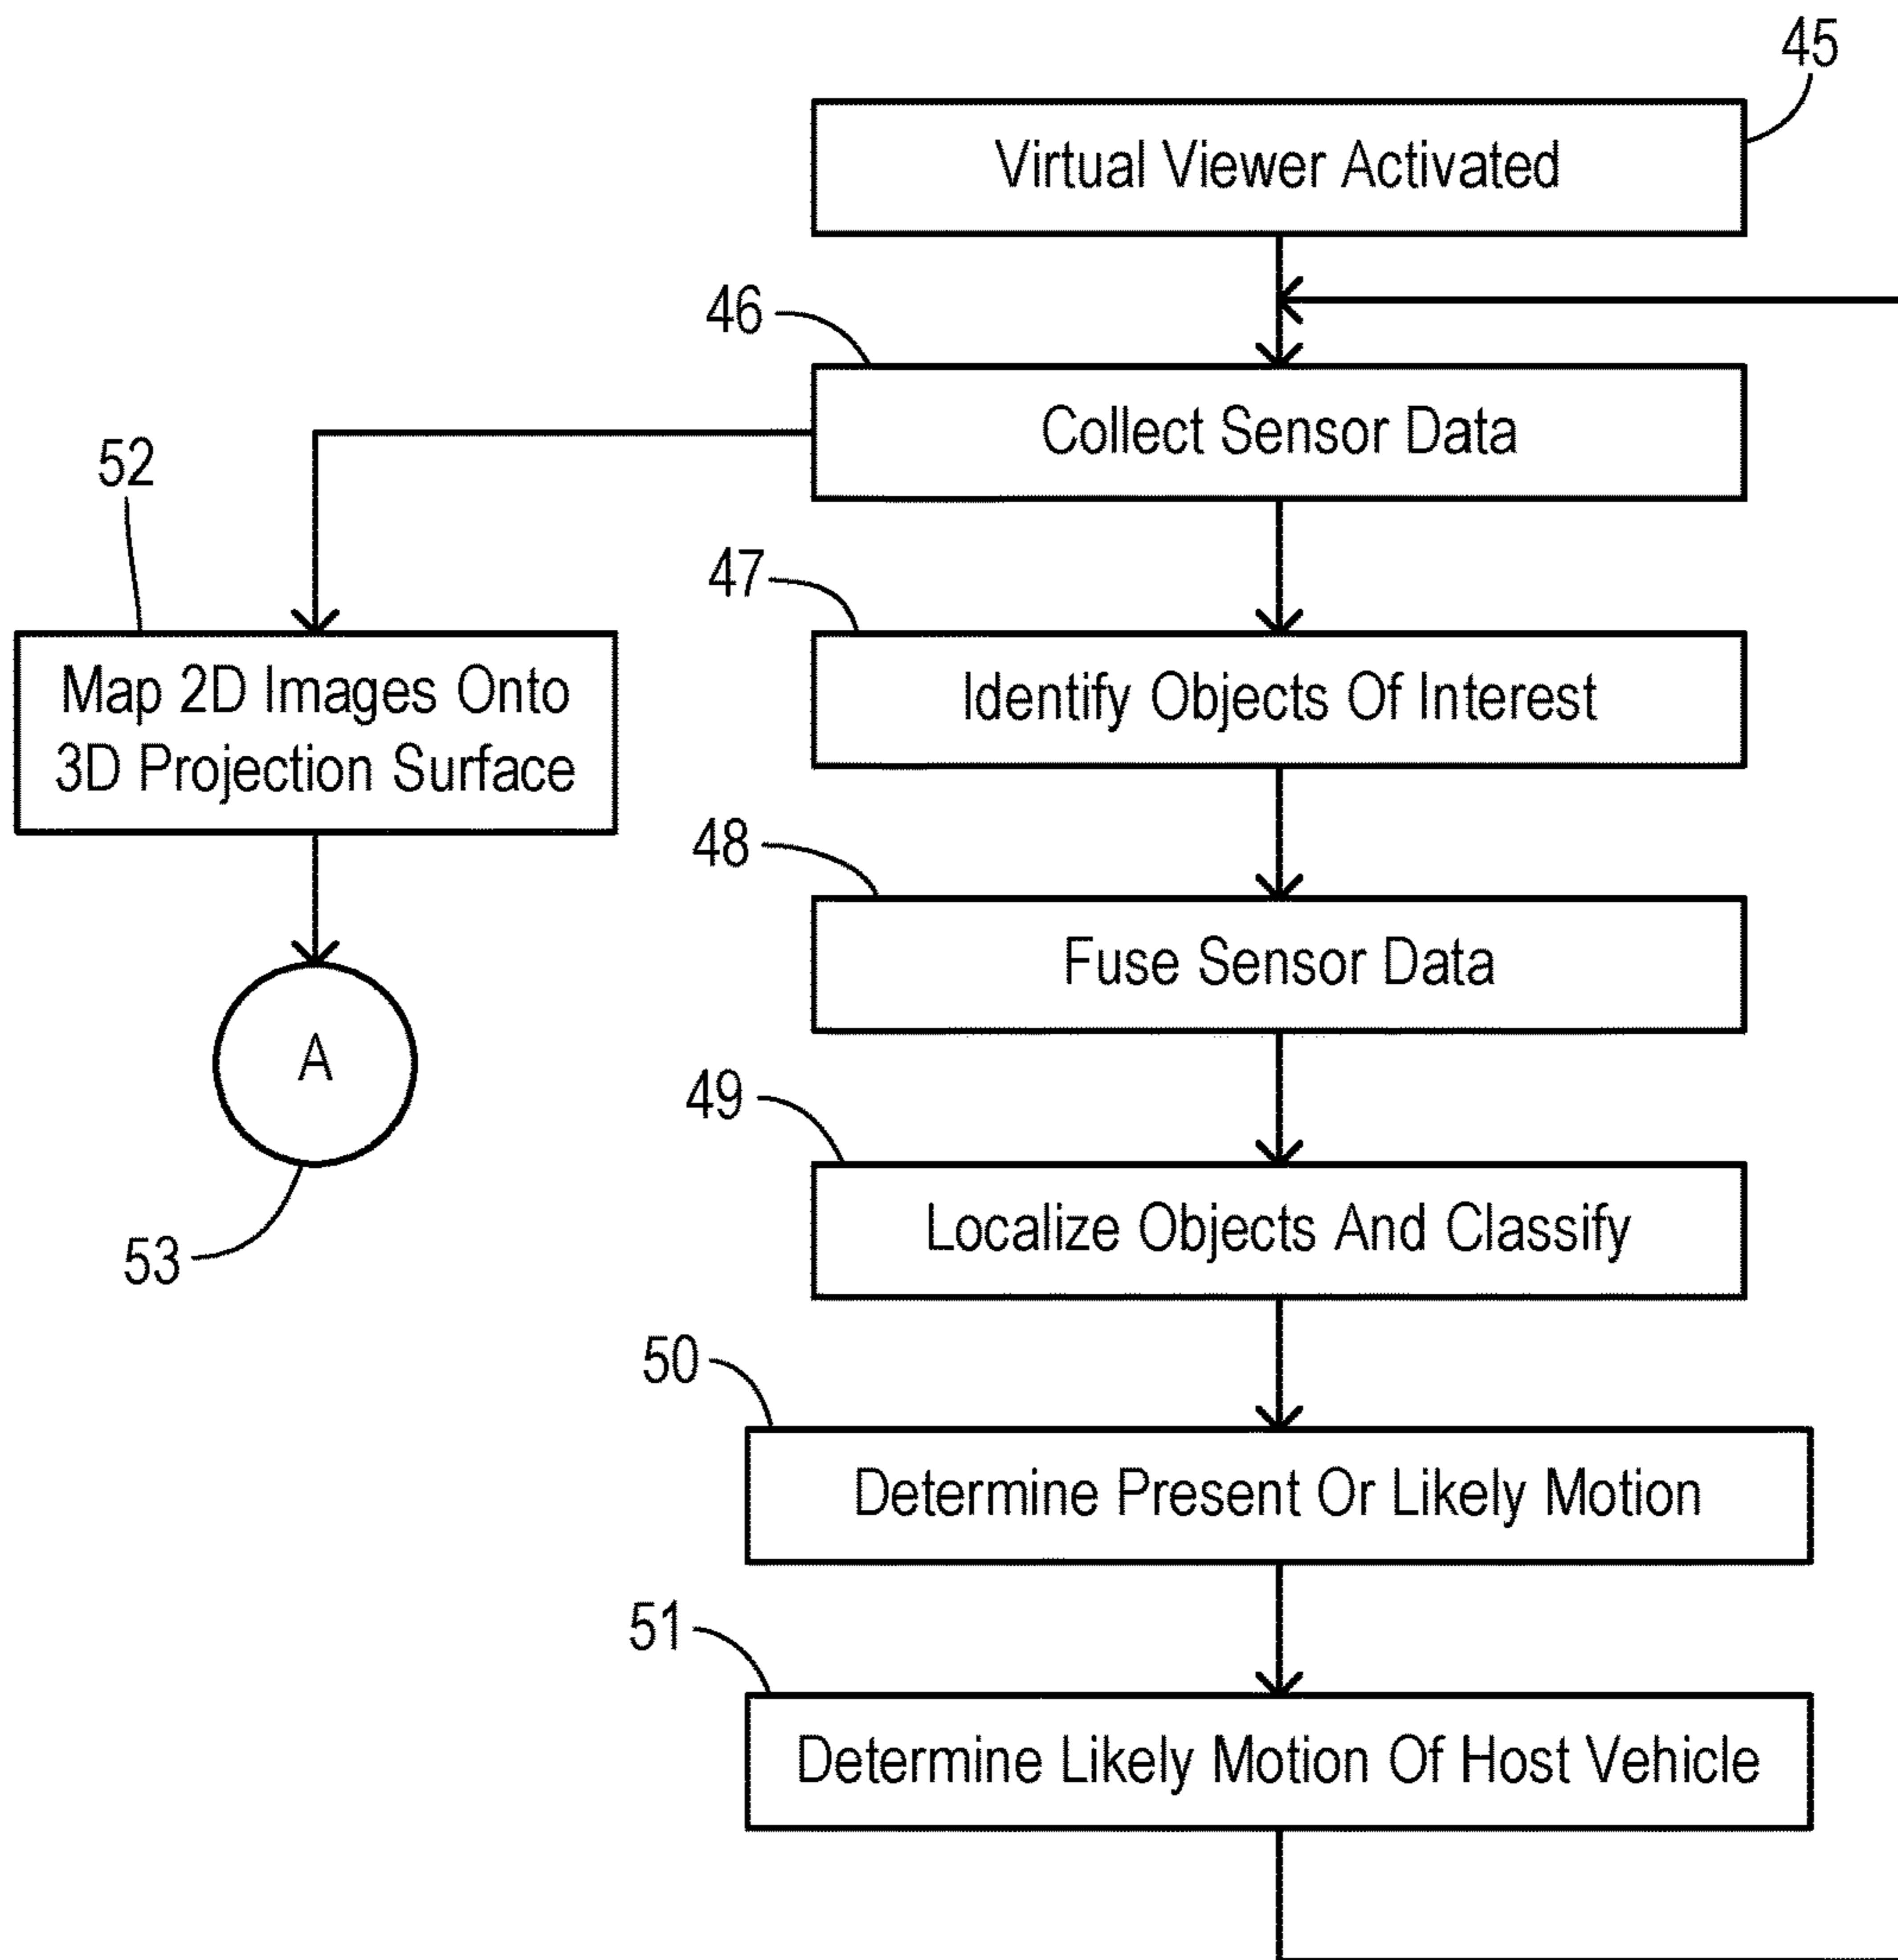 45
Virtual Viewer Activated
46
Collect Sensor Data
52
47
Map 2D Images Onto
3D Projection Surface
Identify Objects Of Interest
48
Fuse Sensor Data
A
49
53
Localize Objects And Classify
50
Determine Present Or Likely Motion
51
Determine Likely Motion Of Host Vehicle